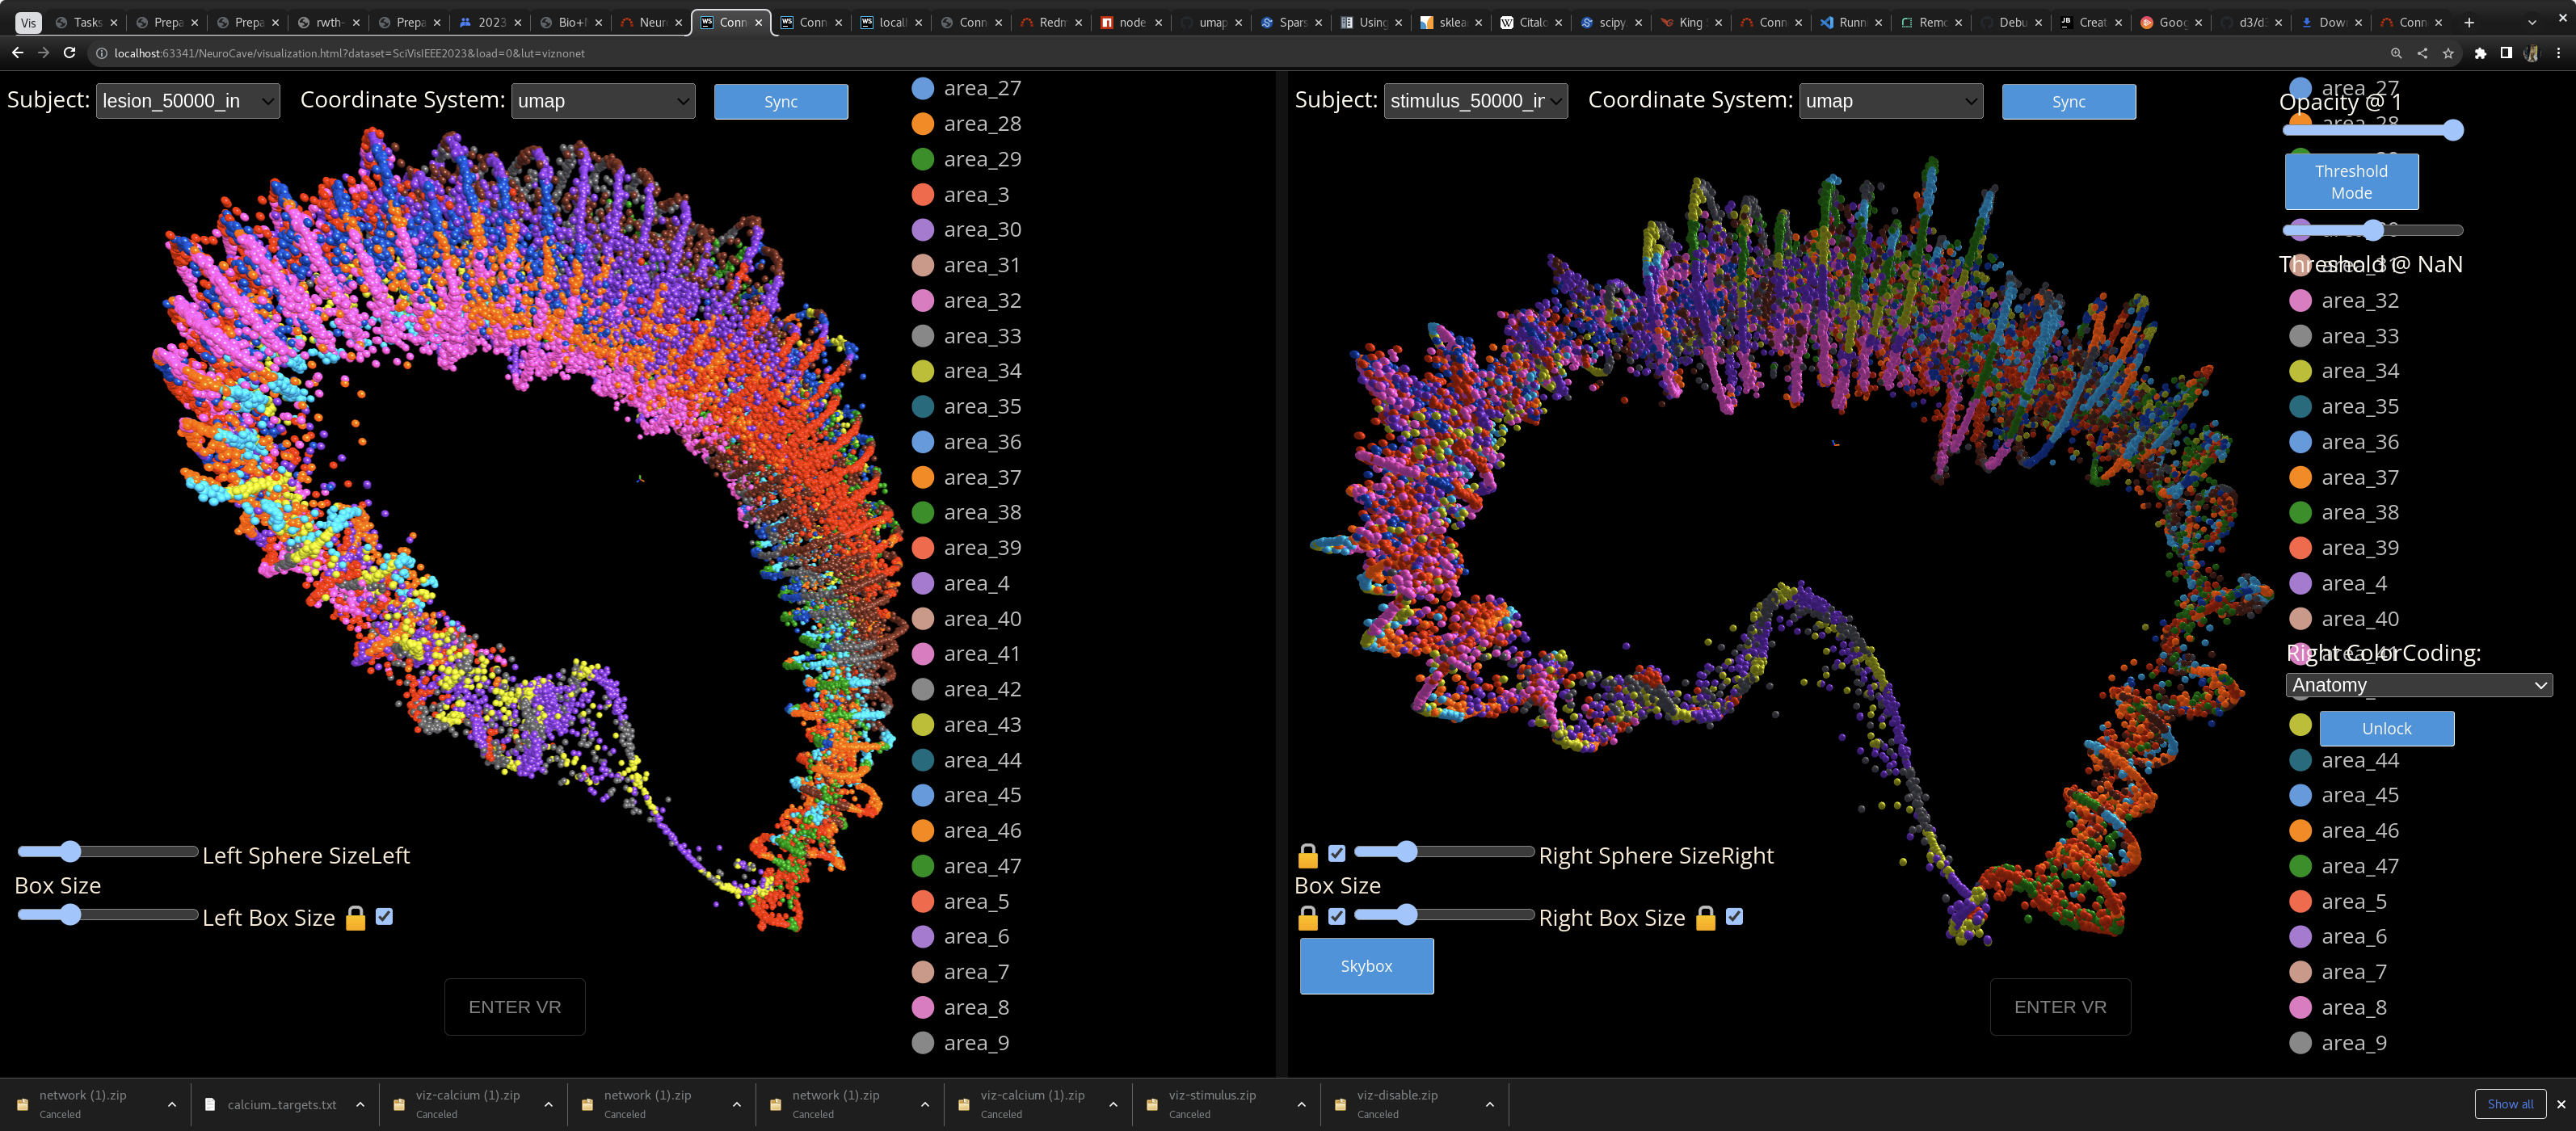 Vis
Tasks
Prepa
Prepa
rwth-
Prepa
2023
Bio+
Neur
Conn
Conn
local
Conn
Redm
node
umap
Spars
Using
sklea
Citalo
scipy.
King
Conn
Runni
Remo
Debu
Creat
Goog
d3/d
Dow
Conn
localhost:63341/NeuroCave/visualization.html?dataset=SciVisIEEE2023&load=0&lut=viznonet
Subject: lesion_50000_in Coordinate System: umap Sync
area_27
area_28
area_29
area_3
area_30
area_31
area_32
area_33
area_34
area_35
area_36
area_37
area_38
area_39
area_4
area_40
area_41
area_42
area_43
area_44
area_45
area_46
area_47
area_5
area_6
area_7
area_8
area_9
Left Sphere SizeLeft
Box Size
Left Box Size
ENTER VR
Subject: stimulus_50000_ir Coordinate System: umap Sync
area_27
Opacity @ 1
area_28
Threshold
Mode
Threshold @ NaN
area_32
area_33
area_34
area_35
area_36
area_37
area_38
area_39
area_4
area_40
Right ColorCoding:
Anatomy
Unlock
area_44
area_45
area_46
area_47
area_5
area_6
area_7
area_8
area_9
Right Sphere SizeRight
Box Size
Right Box Size
Skybox
ENTER VR
network (1).zip
Canceled
calcium_targets.txt
viz-calcium (1).zip
Canceled
network (1).zip
Canceled
network (1).zip
Canceled
viz-calcium (1).zip
Canceled
viz-stimulus.zip
Canceled
viz-disable.zip
Canceled
Show all